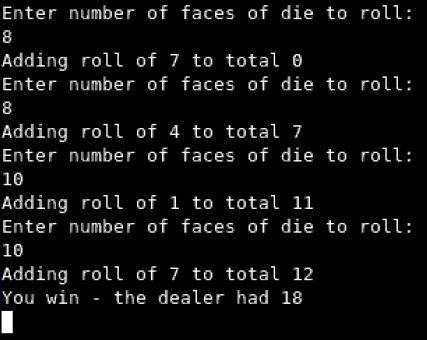 Enter number of faces of die to roll:
8
Adding roll of 7 to total 0
Enter number of faces of die to roll:
8
Adding roll of 4 to total 7
Enter number of faces of die to roll:
10
Adding roll of 1 to total 11
Enter number of faces of die to roll:
10
Adding roll of 7 to total 12
You win - the dealer had 18